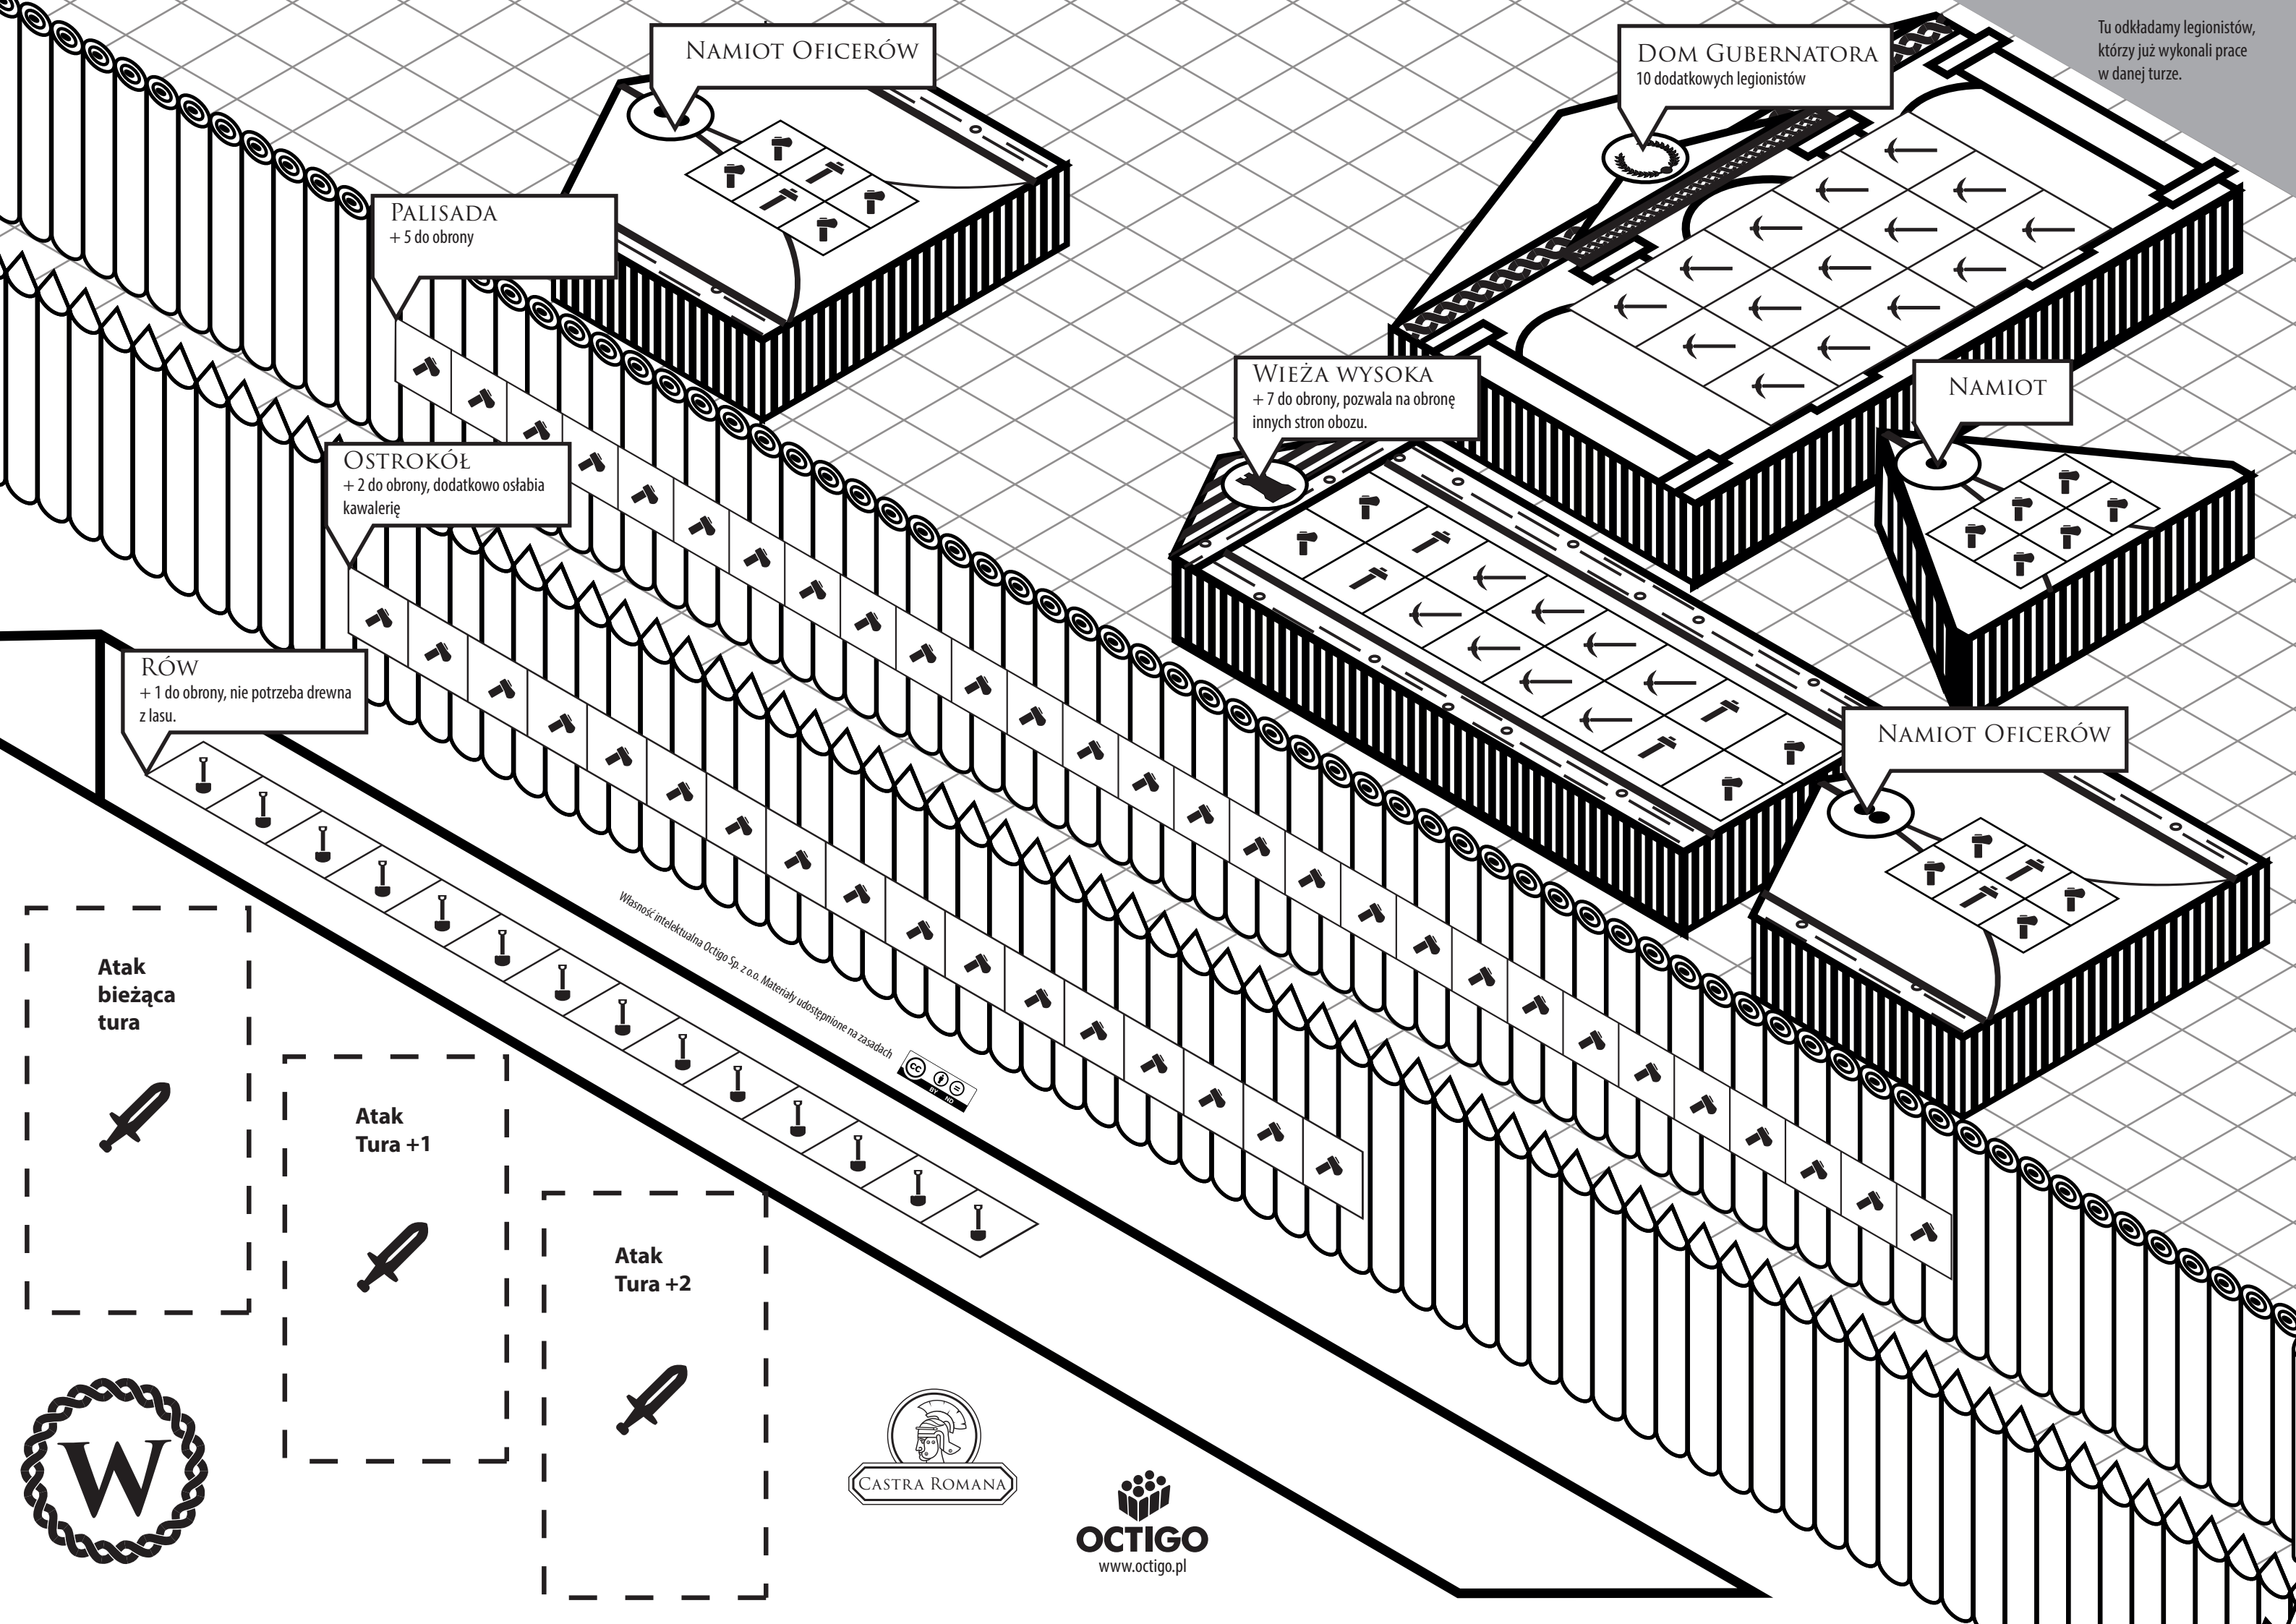 Namiot Oficerów
Dom Gubernatora
10 dodatkowych legionistów
Tu odkładamy legionistów,
którzy już wykonali prace
w danej turze.
Palisada
+ 5 do obrony
Wieża wysoka
+ 7 do obrony, pozwala na obronę
innych stron obozu.
Namiot
Ostrokół
+ 2 do obrony, dodatkowo osłabia
kawalerię
Rów
+ 1 do obrony, nie potrzeba drewna
z lasu.
Namiot Oficerów
Własność intelektualna Octigo Sp. z o.o. Materiały udostępnione na zasadach
cc
BY ND
Atak
bieżąca
tura
Atak
Tura +1
Atak
Tura +2
W
Castra Romana
OCTIGO
www.octigo.pl